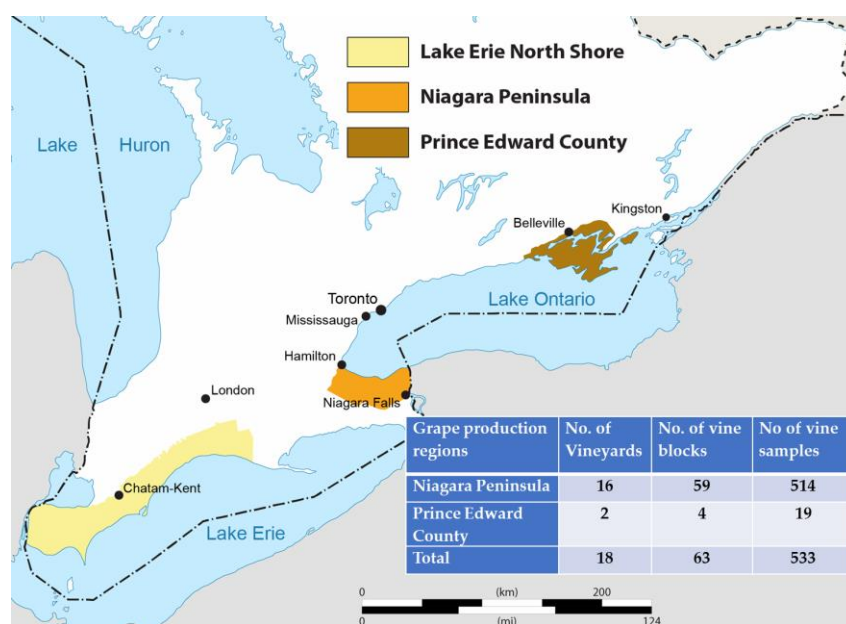 Lake Erie North Shore
Niagara Peninsula
Prince Edward County
Lake Huron
Kingston
Belleville
Toronto
Mississauga
Lake Ontario
Hamilton
London
Niagara Falls
Chatam-Kent
Lake Erie
Grape production regions No. of Vineyards No. of vine blocks No of vine samples
Niagara Peninsula 16 59 514
Prince Edward County 2 4 19
Total 18 63 533
0 (km) 200
0 (mi) 124